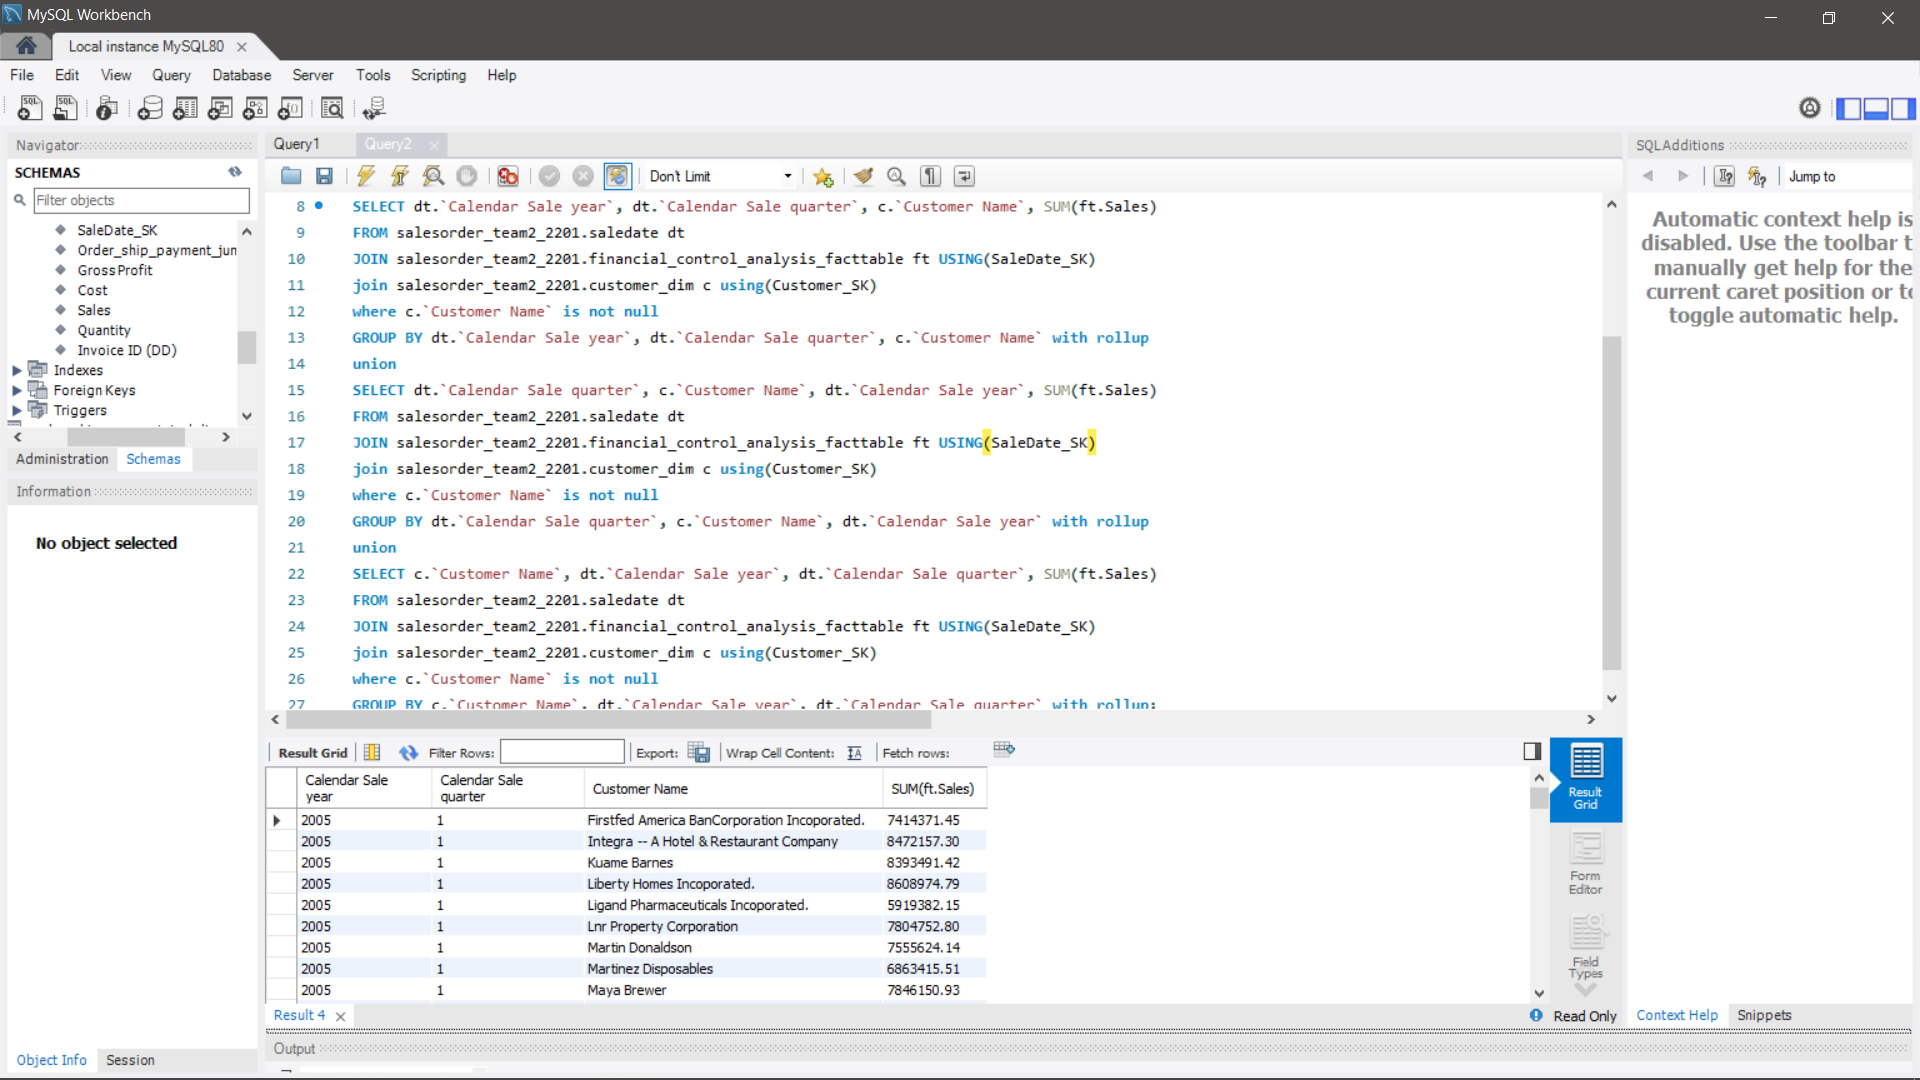 MySQL Workbench
Local instance MySQL80
File Edit View Query Database Server Tools Scripting Help
Navigator
SCHEMAS
Filter objects
SaleDate_SK
Order_ship_payment_jun
GrossProfit
Cost
Sales
Quantity
Invoice ID (DD)
Indexes
Foreign Keys
Triggers
Administration Schemas
Information
No object selected
Object Info Session
Query1 Query2
Don't Limit
8 SELECT dt.`Calendar Sale year`, dt.`Calendar Sale quarter`, c.`Customer Name`, SUM(ft.Sales)
9 FROM salesorder_team2_2201.saledate dt
10 JOIN salesorder_team2_2201.financial_control_analysis_facttable ft USING(SaleDate_SK)
11 join salesorder_team2_2201.customer_dim c using(Customer_SK)
12 where c.`Customer Name` is not null
13 GROUP BY dt.`Calendar Sale year`, dt.`Calendar Sale quarter`, c.`Customer Name` with rollup
14 union
15 SELECT dt.`Calendar Sale quarter`, c.`Customer Name`, dt.`Calendar Sale year`, SUM(ft.Sales)
16 FROM salesorder_team2_2201.saledate dt
17 JOIN salesorder_team2_2201.financial_control_analysis_facttable ft USING(SaleDate_SK)
18 join salesorder_team2_2201.customer_dim c using(Customer_SK)
19 where c.`Customer Name` is not null
20 GROUP BY dt.`Calendar Sale quarter`, c.`Customer Name`, dt.`Calendar Sale year` with rollup
21 union
22 SELECT c.`Customer Name`, dt.`Calendar Sale year`, dt.`Calendar Sale quarter`, SUM(ft.Sales)
23 FROM salesorder_team2_2201.saledate dt
24 JOIN salesorder_team2_2201.financial_control_analysis_facttable ft USING(SaleDate_SK)
25 join salesorder_team2_2201.customer_dim c using(Customer_SK)
26 where c.`Customer Name` is not null
27 GROUP BY c.`Customer Name`, dt.`Calendar Sale year`, dt.`Calendar Sale quarter` with rollup;
Result Grid Filter Rows: Export: Wrap Cell Content: Fetch rows:
Calendar Sale year Calendar Sale quarter Customer Name SUM(ft.Sales)
2005 1 Firstfed America BanCorporation Incoporated. 7414371.45
2005 1 Integra -- A Hotel & Restaurant Company 8472157.30
2005 1 Kuame Barnes 8393491.42
2005 1 Liberty Homes Incoporated. 8608974.79
2005 1 Ligand Pharmaceuticals Incoporated. 5919382.15
2005 1 Lnr Property Corporation 7804752.80
2005 1 Martin Donaldson 7555624.14
2005 1 Martinez Disposables 6863415.51
2005 1 Maya Brewer 7846150.93
Result 4
Read Only
Output
Result Grid
Form Editor
Field Types
SQLAdditions
Jump to
Automatic context help is
disabled. Use the toolbar t
manually get help for the
current caret position or to
toggle automatic help.
Context Help Snippets